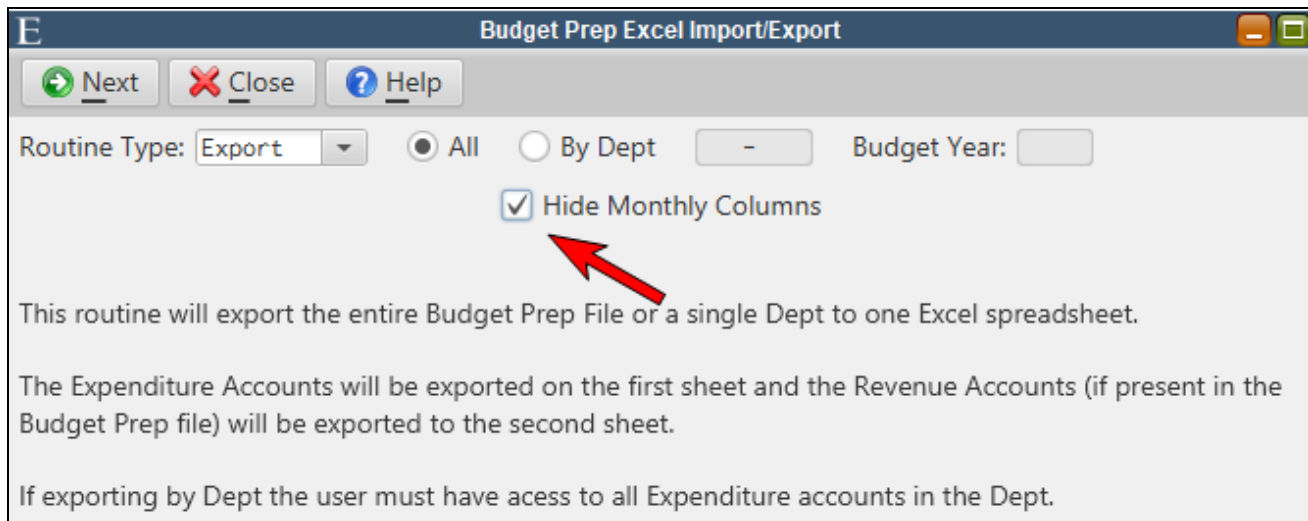 E Budget Prep Excel Import/Export
Next Close Help
Routine Type: Export All By Dept - Budget Year:
Hide Monthly Columns
This routine will export the entire Budget Prep File or a single Dept to one Excel spreadsheet.
The Expenditure Accounts will be exported on the first sheet and the Revenue Accounts (if present in the
Budget Prep file) will be exported to the second sheet.
If exporting by Dept the user must have acess to all Expenditure accounts in the Dept.